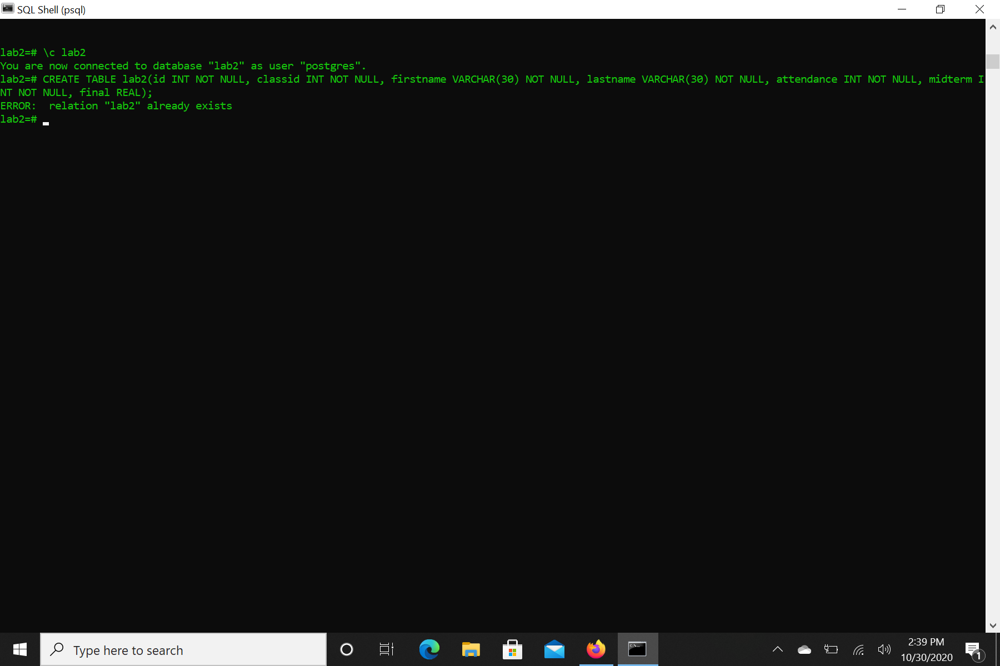 SQL Shell (psql)
lab2=# \c lab2
You are now connected to database "lab2" as user "postgres".
lab2=# CREATE TABLE lab2(id INT NOT NULL, classid INT NOT NULL, firstname VARCHAR(30) NOT NULL, lastname VARCHAR(30) NOT NULL, attendance INT NOT NULL, midterm I
NT NOT NULL, final REAL);
ERROR:  relation "lab2" already exists
lab2=#
Type here to search
2:39 PM
10/30/2020
1